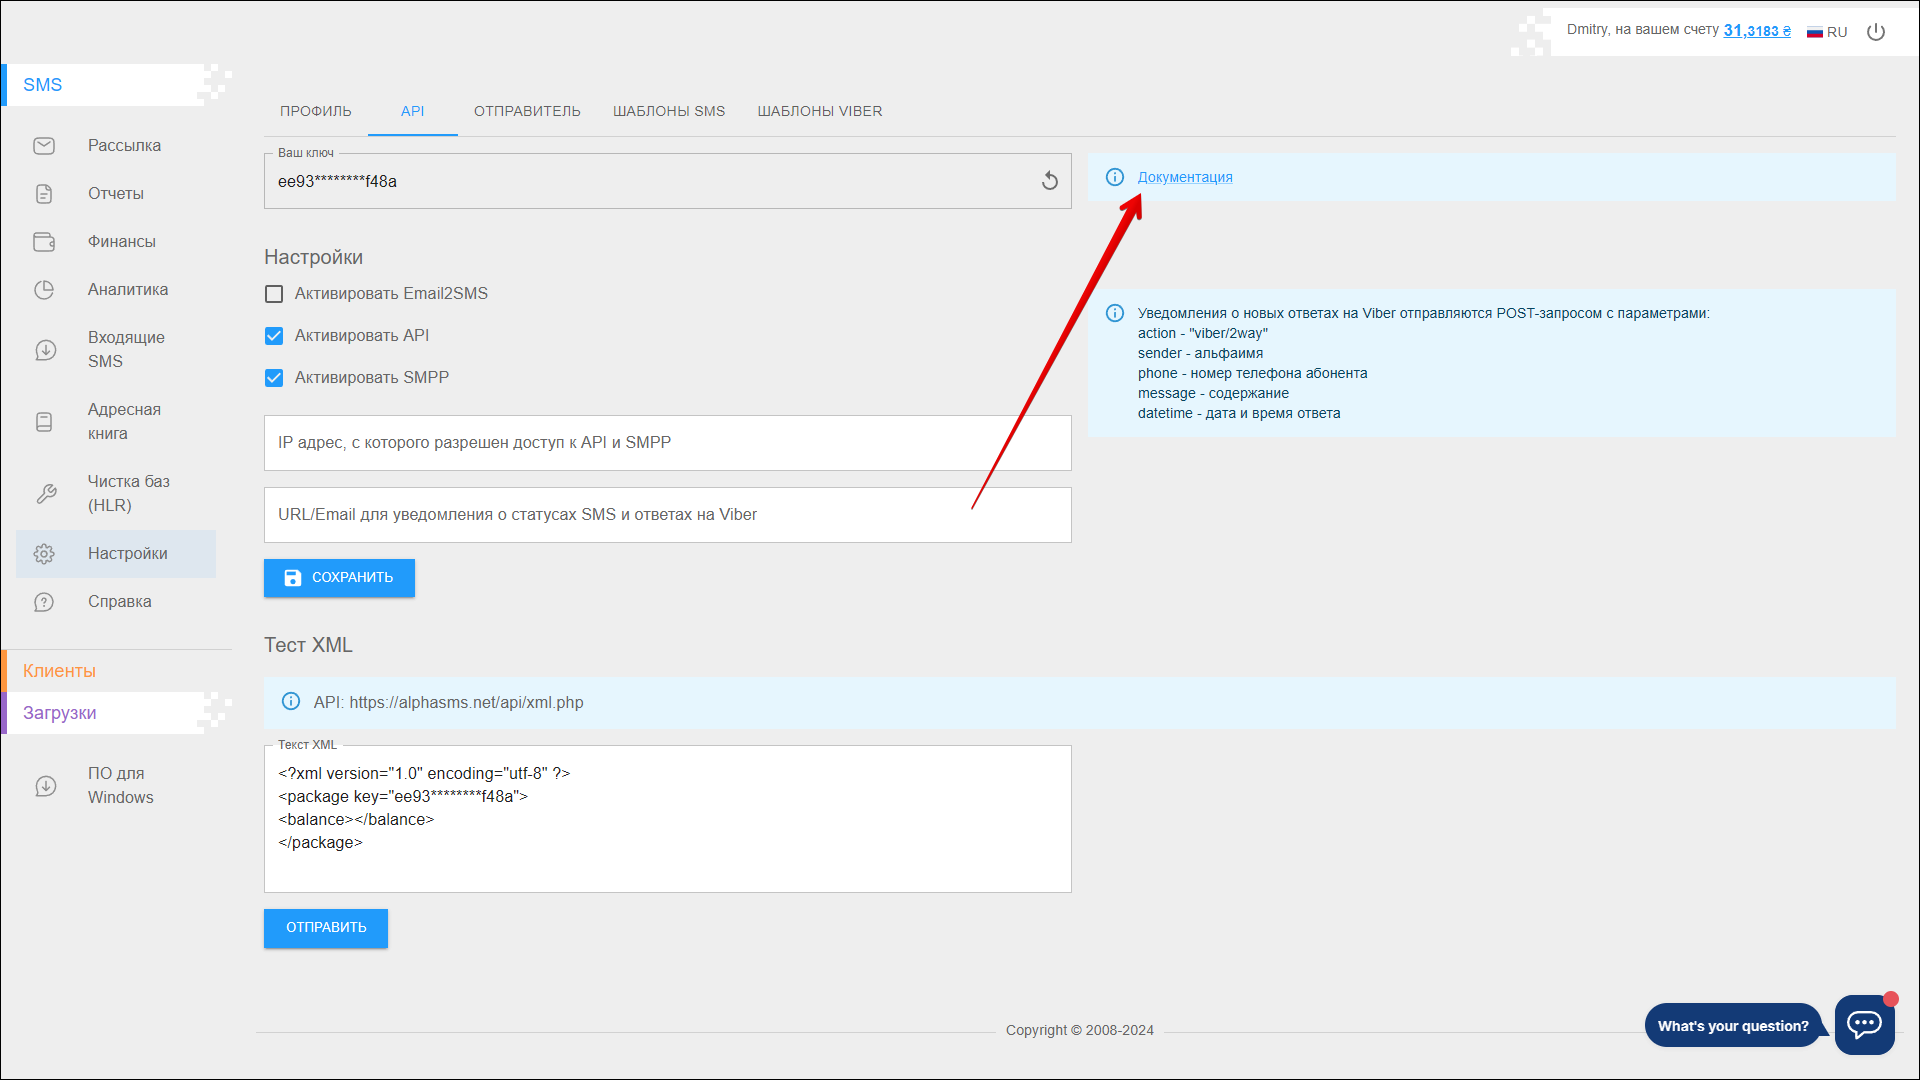 Dmitry, на вашем счету 31,3183 ₴
RU
SMS
Рассылка
Отчеты
Финансы
Аналитика
Входящие
SMS
Адресная
книга
Чистка баз
(HLR)
Настройки
Справка
Клиенты
Загрузки
ПО для
Windows
ПРОФИЛЬ
API
ОТПРАВИТЕЛЬ
ШАБЛОНЫ SMS
ШАБЛОНЫ VIBER
Ваш ключ
ee93********f48a
Документация
Настройки
Активировать Email2SMS
Активировать API
Активировать SMPP
Уведомления о новых ответах на Viber отправляются POST-запросом с параметрами:
action - "viber/2way"
sender - альфаимя
phone - номер телефона абонента
message - содержание
datetime - дата и время ответа
IP адрес, с которого разрешен доступ к API и SMPP
URL/Email для уведомления о статусах SMS и ответах на Viber
СОХРАНИТЬ
Тест XML
API: https://alphasms.net/api/xml.php
Текст XML
<?xml version="1.0" encoding="utf-8" ?>
<package key="ee93********f48a">
<balance></balance>
</package>
ОТПРАВИТЬ
Copyright © 2008-2024
What's your question?